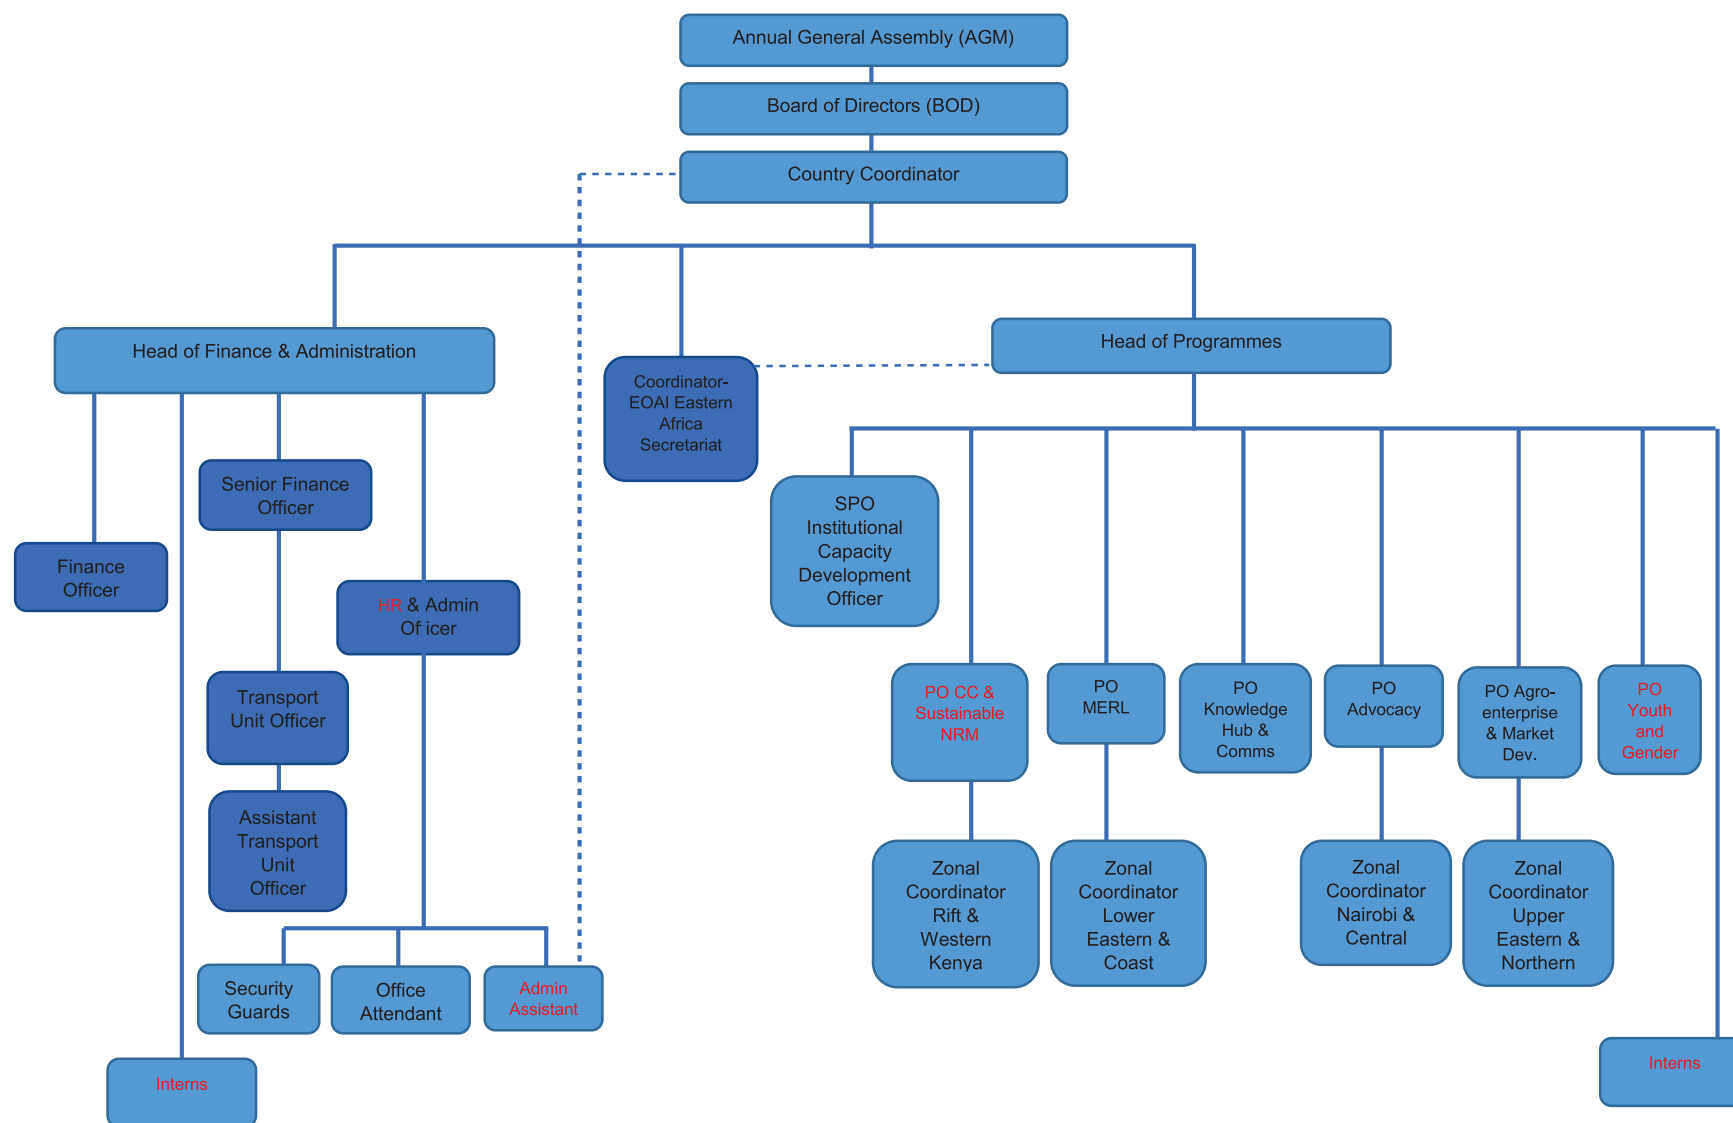 Annual General Assembly (AGM)
Board of Directors (BOD)
Country Coordinator
Head of Finance & Administration
Head of Programmes
Coordinator-
EOAI Eastern
Africa
Secretariat
Senior Finance
Officer
Finance
Officer
HR & Admin
Of icer
Transport
Unit Officer
Assistant
Transport
Unit
Officer
Security
Guards
Office
Attendant
Admin
Assistant
Interns
SPO
Institutional
Capacity
Development
Officer
PO CC &
Sustainable
NRM
PO
MERL
PO
Knowledge
Hub &
Comms
PO
Advocacy
PO Agro-
enterprise
& Market
Dev.
PO
Youth
and
Gender
Zonal
Coordinator
Rift &
Western
Kenya
Zonal
Coordinator
Lower
Eastern &
Coast
Zonal
Coordinator
Nairobi &
Central
Zonal
Coordinator
Upper
Eastern &
Northern
Interns